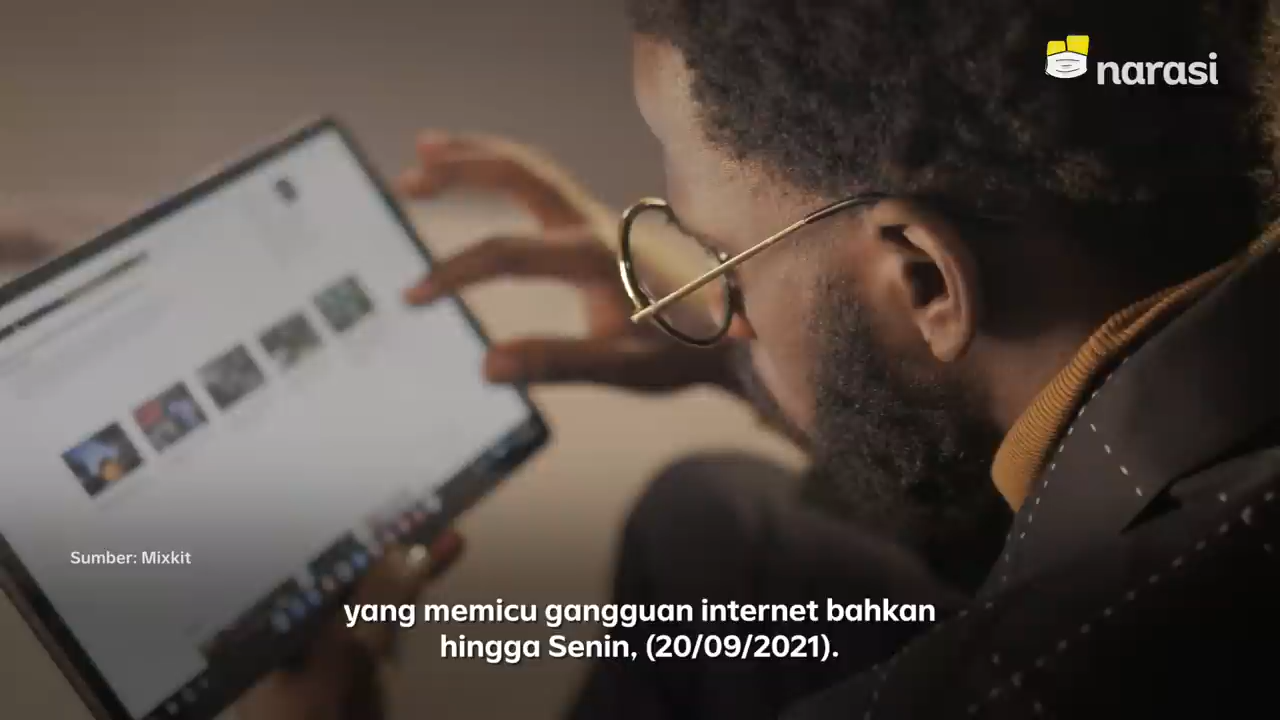 narasi
Sumber: Mixkit
yang memicu gangguan internet bahkan
hingga Senin, (20/09/2021).